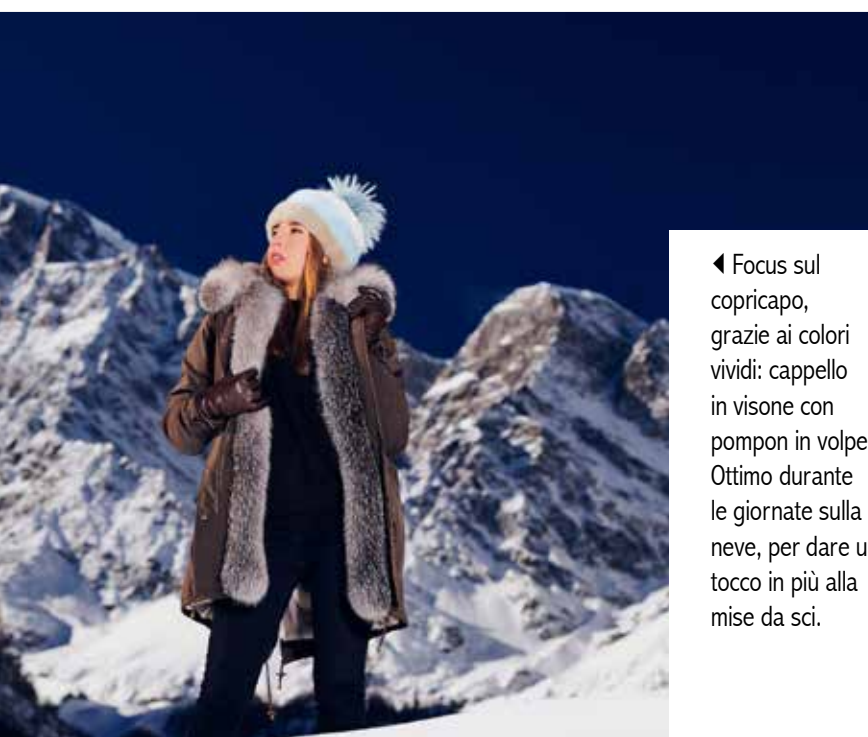 ◀ Focus sul
copricapo,
grazie ai colori
vividi: cappello
in visone con
pompon in volpe
Ottimo durante
le giornate sulla
neve, per dare u
tocco in più alla
mise da sci.